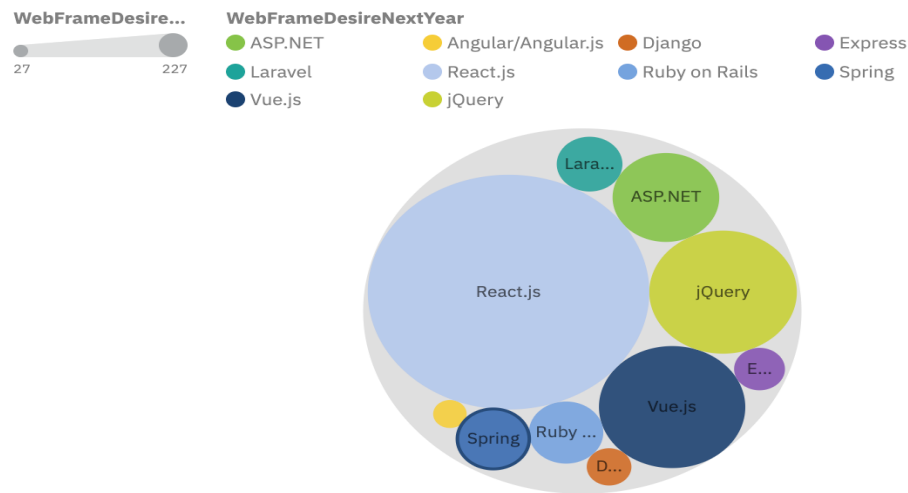 WebFrameDesire...
27
227
WebFrameDesireNextYear
ASP.NET
Angular/Angular.js
Django
Express
Laravel
React.js
Ruby on Rails
Spring
Vue.js
jQuery
Lara...
ASP.NET
React.js
jQuery
E...
Vue.js
Ruby ...
Spring
D...